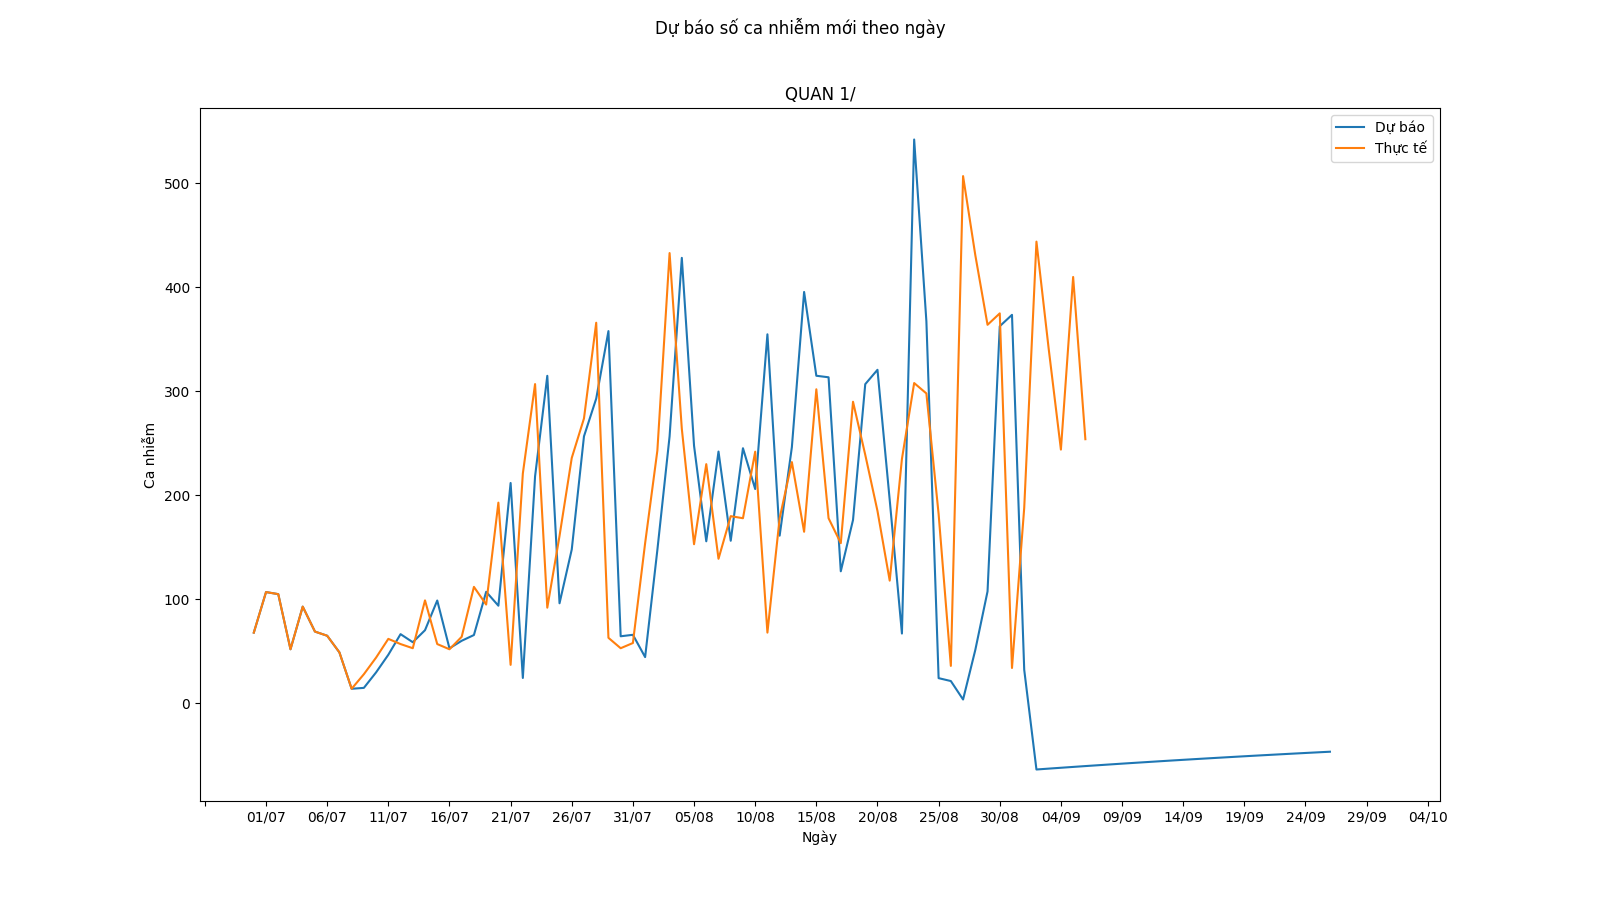 Dự báo số ca nhiễm mới theo ngày
QUAN 1/
Dự báo
Thực tế
500
400
300
200
100
0
Ca nhiễm
01/07 06/07 11/07 16/07 21/07 26/07 31/07 05/08 10/08 15/08 20/08 25/08 30/08 04/09 09/09 14/09 19/09 24/09 29/09 04/10
Ngày